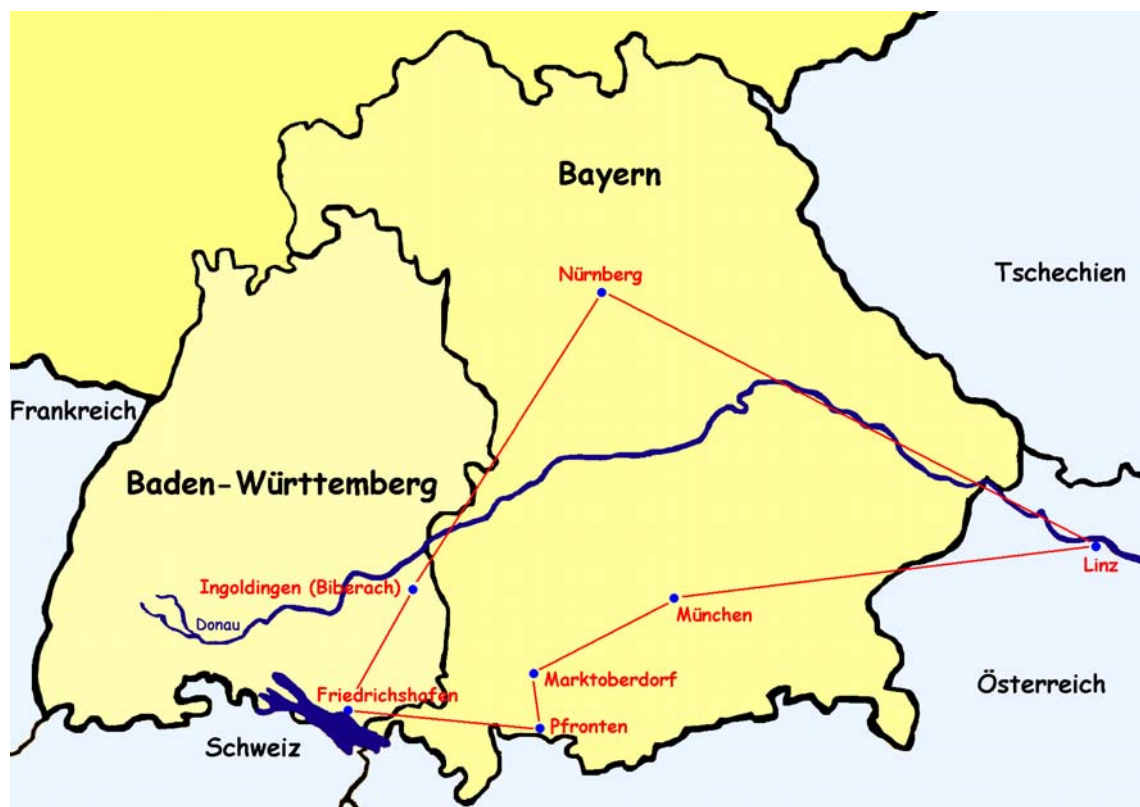 Bayern
Nürnberg
Tschechien
Frankreich
Baden-Württemberg
Linz
Ingoldingen (Biberach)
München
Donau
Marktoberdorf
Österreich
Friedrichshafen
Pfronten
Schweiz